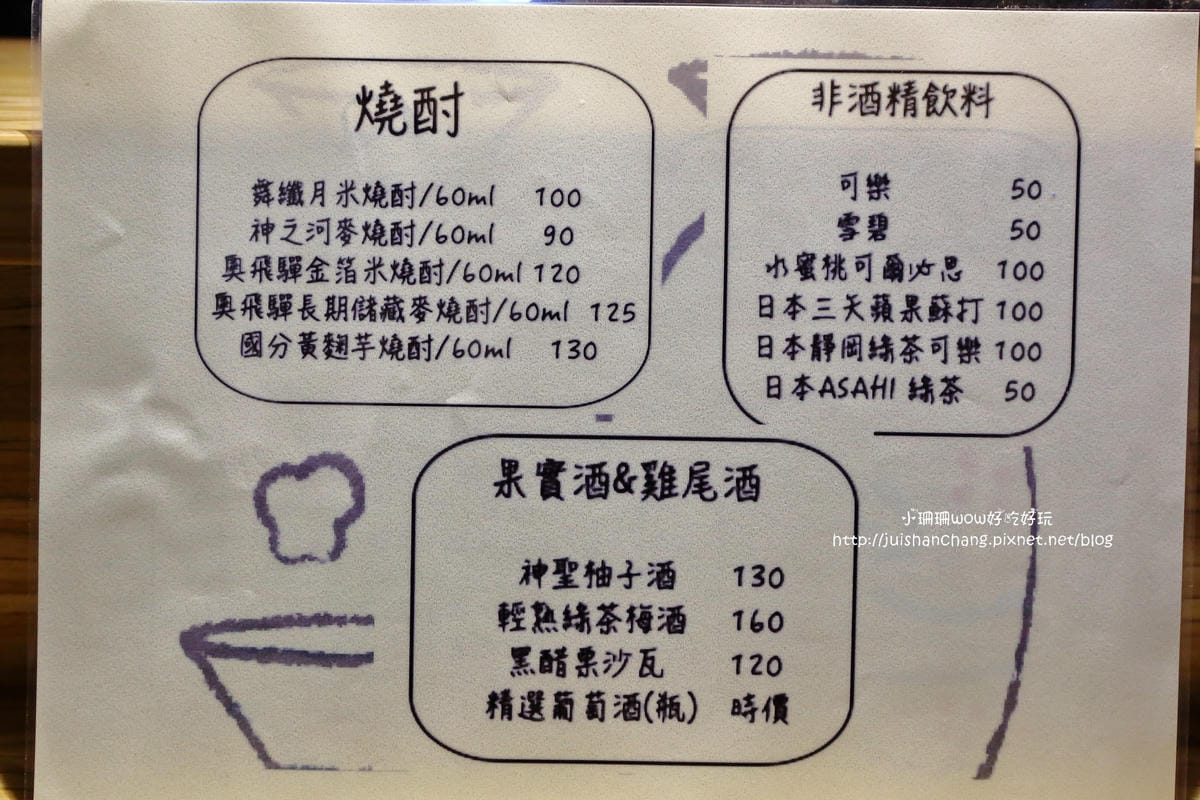 燒酎
舞纖月米燒酎/60ml 100
神之河麥燒酎/60ml 90
奧飛驒金箔米燒酎/60ml 120
奧飛驒長期儲藏麥燒酎/60ml 125
國分黃麴芋燒酎/60ml 130
非酒精飲料
可樂 50
雪碧 50
水蜜桃可爾必思 100
日本三矢蘋果蘇打 100
日本靜岡綠茶可樂 100
日本ASAHI 綠茶 50
果實酒&雞尾酒
神聖柚子酒 130
輕熟綠茶梅酒 160
黑醋栗沙瓦 120
精選葡萄酒(瓶) 時價
小珊珊wow好吃好玩
http://juishanchang.pixnet.net/blog